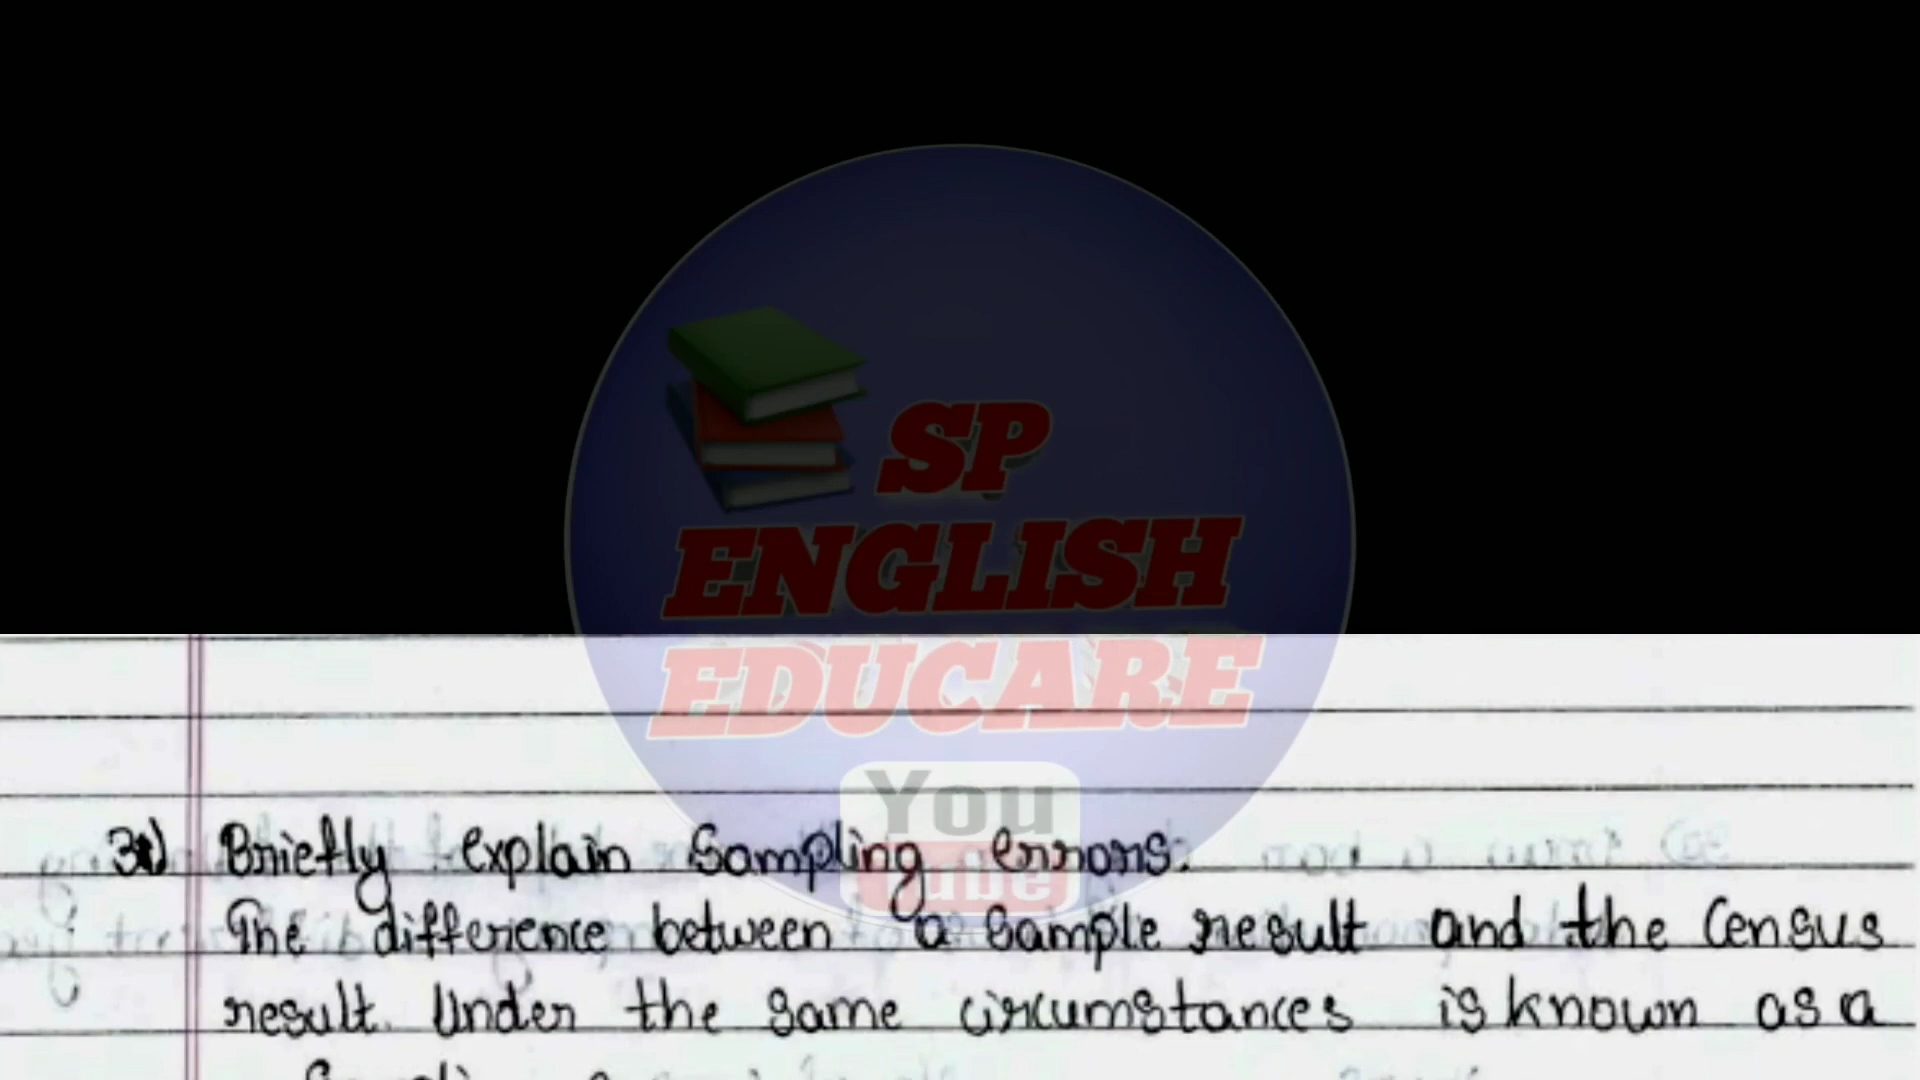 SP
ENGLISH
EDUCARE
You
Tube
3) Briefly explain Sampling errors.
The difference between a Sample result and the Census
result. Under the same circumstances is known as a